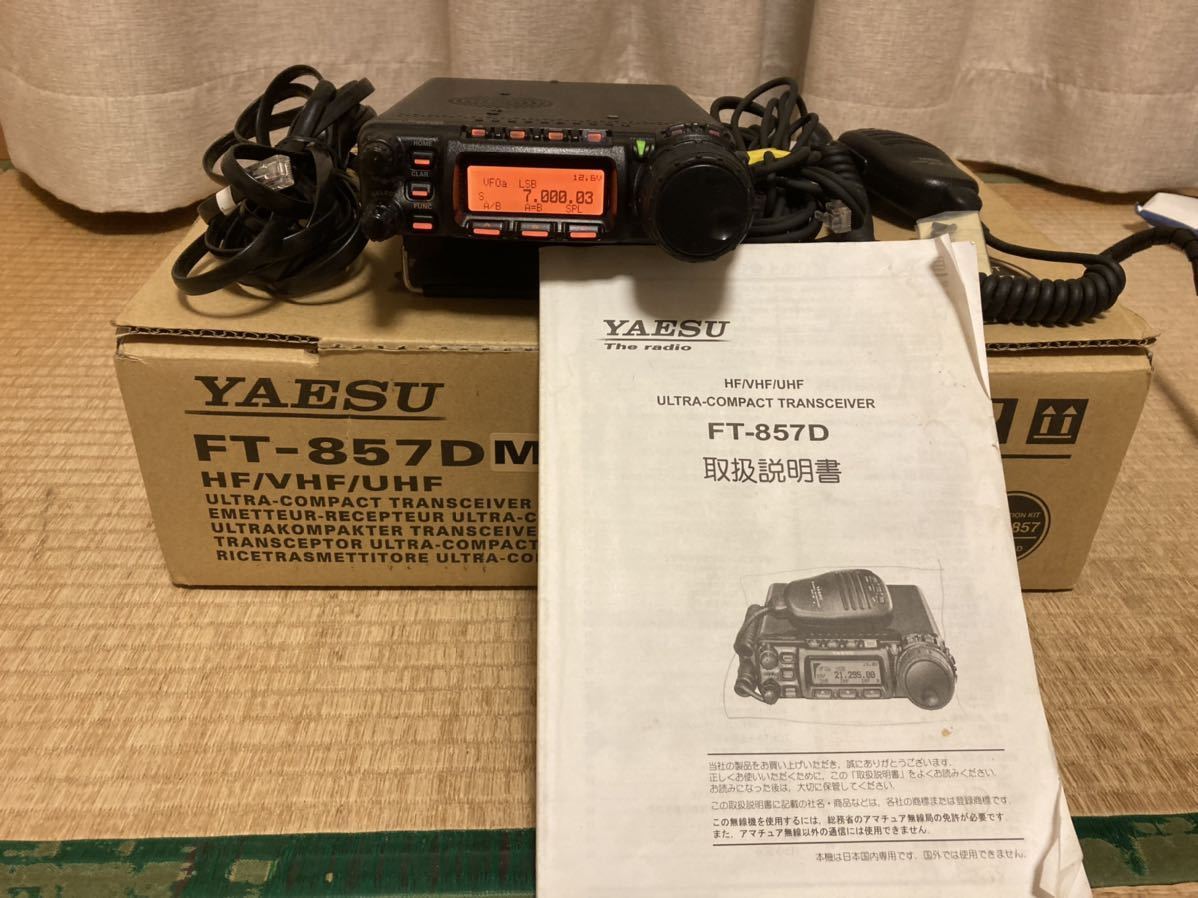 HOME
CLAR
FUNC
12.6V
VFOa LSB
S 7.000.03
A/B A=B SPL
YAESU
FT-857D M
HF/VHF/UHF
ULTRA-COMPACT TRANSCEIVER
EMETTEUR-RECEPTEUR ULTRA-C
ULTRAKOMPAKTER TRANSCEIVE
TRANSCEPTOR ULTRA-COMPACT
RICETRASMETTITORE ULTRA-CO
YAESU
The radio
HF/VHF/UHF
ULTRA-COMPACT TRANSCEIVER
FT-857D
取扱説明書
21.295.00
当社の製品をお買い上げいただき，誠にありがとうございます．
正しくお使いいただくために，この「取扱説明書」をよくお読みください．
お読みになった後は，大切に保管してください．
この取扱説明書に記載の社名・商品名などは，各社の商標または登録商標です．
この無線機を使用するには，総務省のアマチュア無線局の免許が必要です．
また，アマチュア無線以外の通信には使用できません．
本機は日本国内専用です．国外では使用できません．
KIT
857